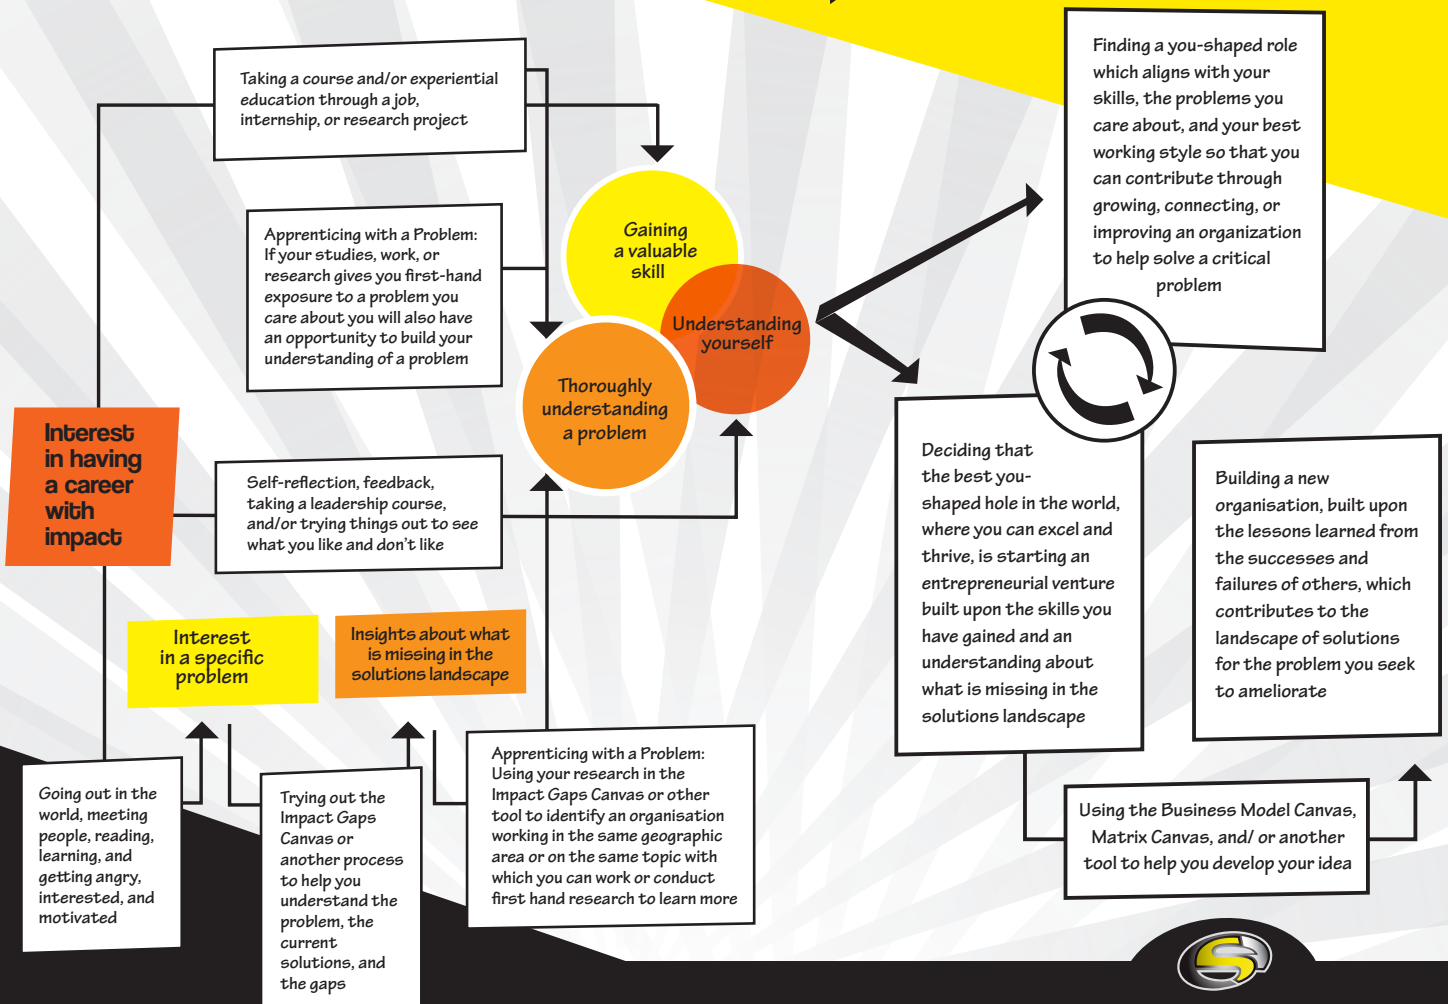 Taking a course and/or experiential
education through a job,
internship, or research project
Apprenticing with a Problem:
If your studies, work, or
research gives you first-hand
exposure to a problem you
care about you will also have
an opportunity to build your
understanding of a problem
Interest
in having
a career
with
impact
Self-reflection, feedback,
taking a leadership course,
and/or trying things out to see
what you like and don't like
Gaining
a valuable
skill
Understanding
yourself
Thoroughly
understanding
a problem
Interest
in a specific
problem
Insights about what
is missing in the
solutions landscape
Going out in the
world, meeting
people, reading,
learning, and
getting angry,
interested, and
motivated
Trying out the
Impact Gaps
Canvas or
another process
to help you
understand the
problem, the
current
solutions, and
the gaps
Apprenticing with a Problem:
Using your research in the
Impact Gaps Canvas or other
tool to identify an organisation
working in the same geographic
area or on the same topic with
which you can work or conduct
first hand research to learn more
Finding a you-shaped role
which aligns with your
skills, the problems you
care about, and your best
working style so that you
can contribute through
growing, connecting, or
improving an organization
to help solve a critical
problem
Deciding that
the best you-
shaped hole in the world,
where you can excel and
thrive, is starting an
entrepreneurial venture
built upon the skills you
have gained and an
understanding about
what is missing in the
solutions landscape
Building a new
organisation, built upon
the lessons learned from
the successes and
failures of others, which
contributes to the
landscape of solutions
for the problem you seek
to ameliorate
Using the Business Model Canvas,
Matrix Canvas, and/ or another
tool to help you develop your idea
S